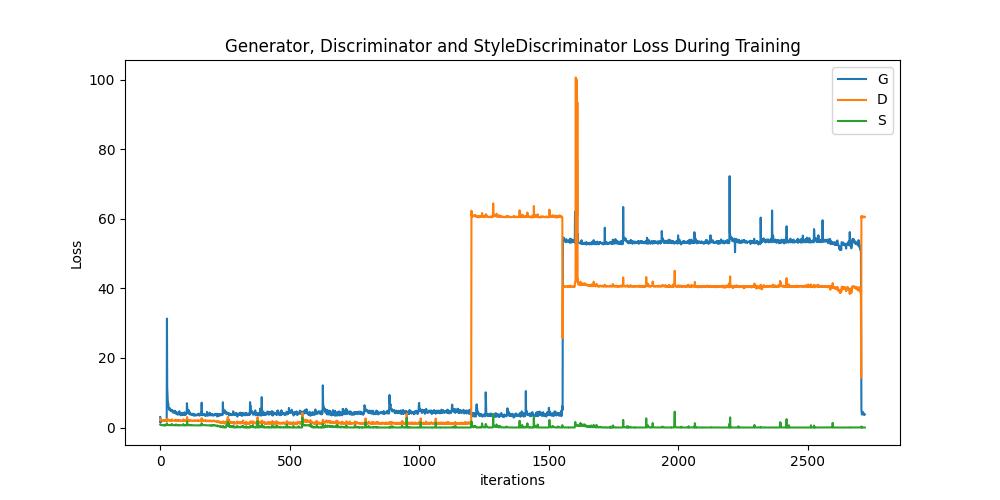 Generator, Discriminator and StyleDiscriminator Loss During Training
G
D
S
100
80
60
40
20
0
Loss
0 500 1000 1500 2000 2500
iterations